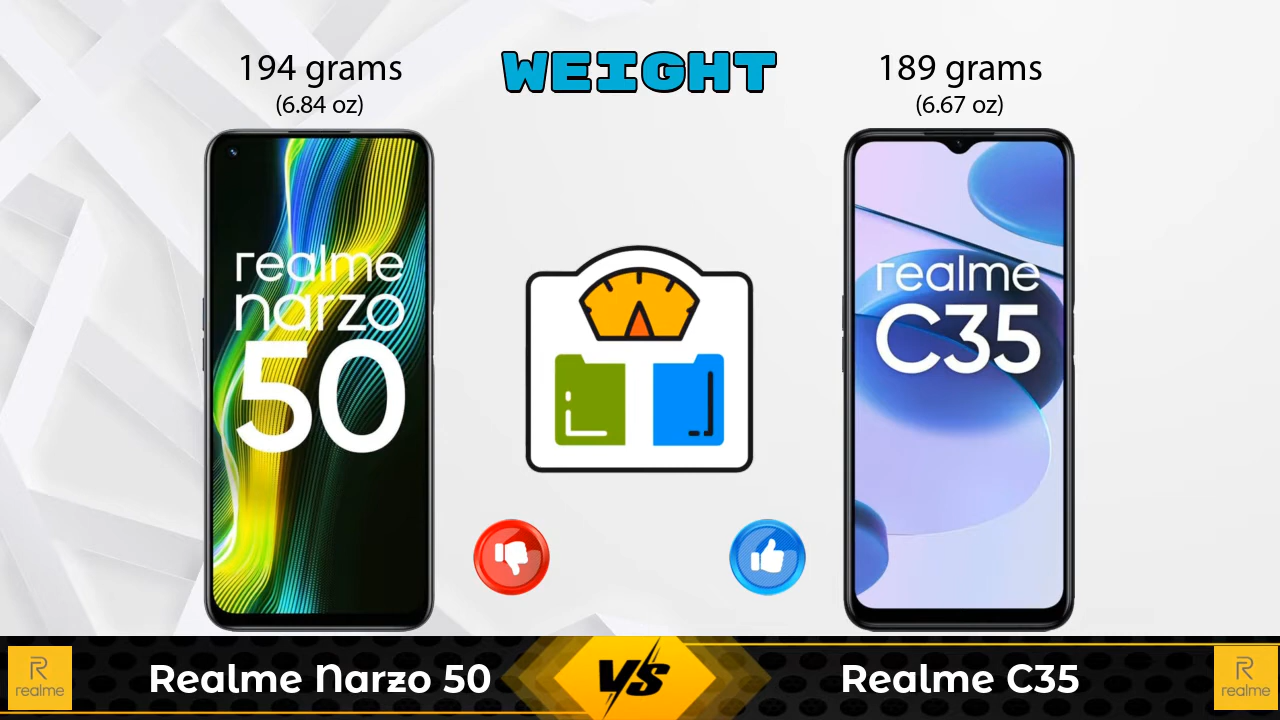 WEIGHT
194 grams
(6.84 oz)
189 grams
(6.67 oz)
realme
narzo
50
realme
C35
R
realme
Realme Narzo 50
VS
Realme C35
R
realme